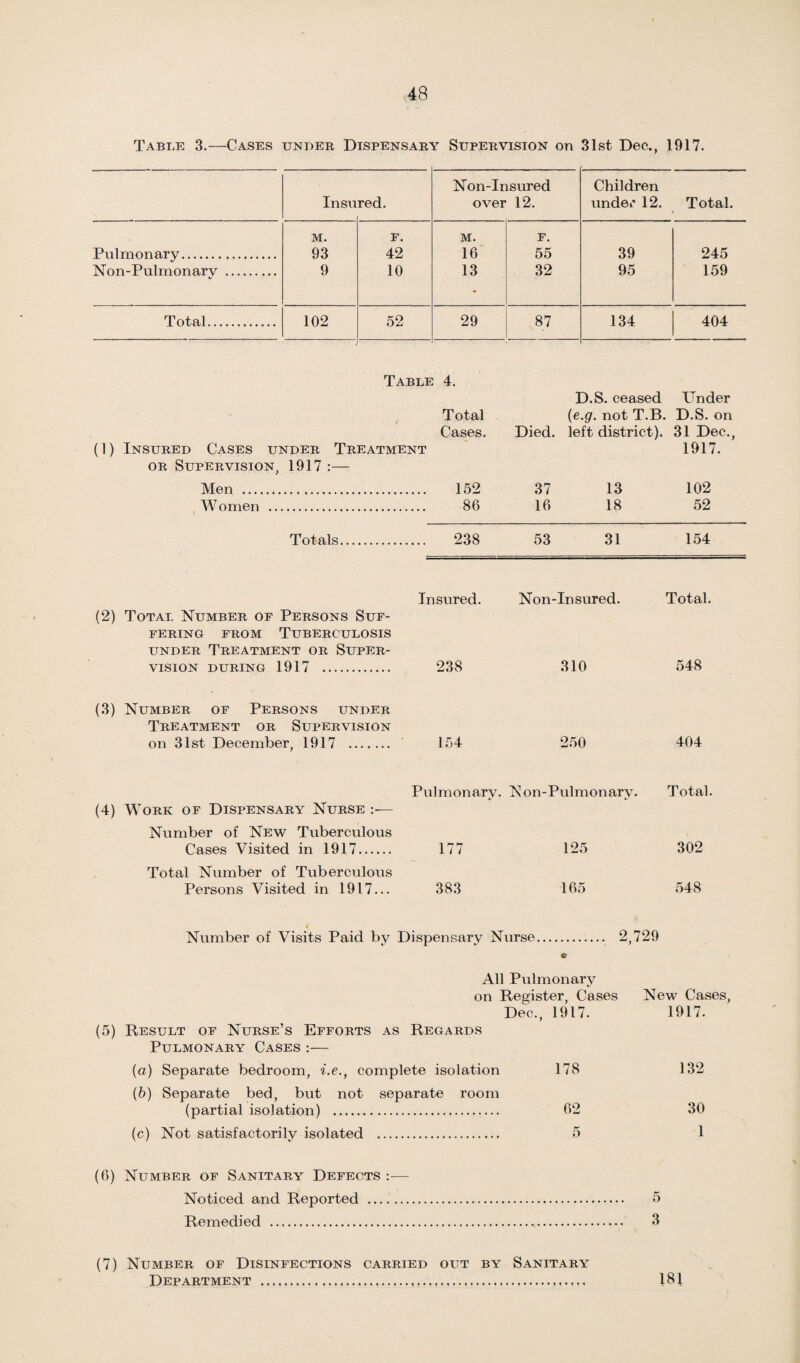 48
Table 3.—Cases under Dispensary Supervision on 31st Dec., 1917.
Insured. Non-Insured over 12. Children under 12. Total.
M. F. M. F.
Pulmonary.................. 93 42 16 55 39 245
Non-Pulmonary ......... 9 10 13 32 95 159
Total............ 102 52 29 87 134 404
Table 4.
D.S. ceased Under
Total (e.g. not T.B. D.S. on
Cases. Died. left district). 31 Dec.,
(1) Insured Cases under Treatment 1917.
or Supervision, 1917 :—
Men ................................ 152 37 13 102
Women ........................... 86 16 18 52
Totals............... 238 53 31 154
Insured. Non-Insured. Total.
(2) Total Number of Persons Suf-
fering from Tuberculosis
under Treatment or Super-
vision during 1917 ............ 238 310 548
(3) Number of Persons under
Treatment or Supervision
on 31st December, 1917 ....... 154 250 404
Pulmonary. Non-Pulmonary. Total.
(4) Work of Dispensary Nurse :—
Number of New Tuberculous
Cases Visited in 1917...... 177 125 302
Total Number of Tuberculous
Persons Visited in 1917... 383 165 548
Number of Visits Paid by Dispensary Nurse............ 2,729
All Pulmonary
on Register, Cases New Cases,
Dec., 1917. 1917.
(5) Result of Nurse's Efforts as Regards
Pulmonary Cases :—
(a) Separate bedroom, i.e., complete isolation 178 132
(b) Separate bed, but not separate room
(partial isolation) .............................. 62 30
(c) Not satisfactorily isolated ..................... 5 1
(6) Number of Sanitary Defects :—
Noticed and Reported ............................................. 5
Remedied .............................................................. 3
(7) Number of Disinfections carried out by Sanitary
Department ......................................................... 181